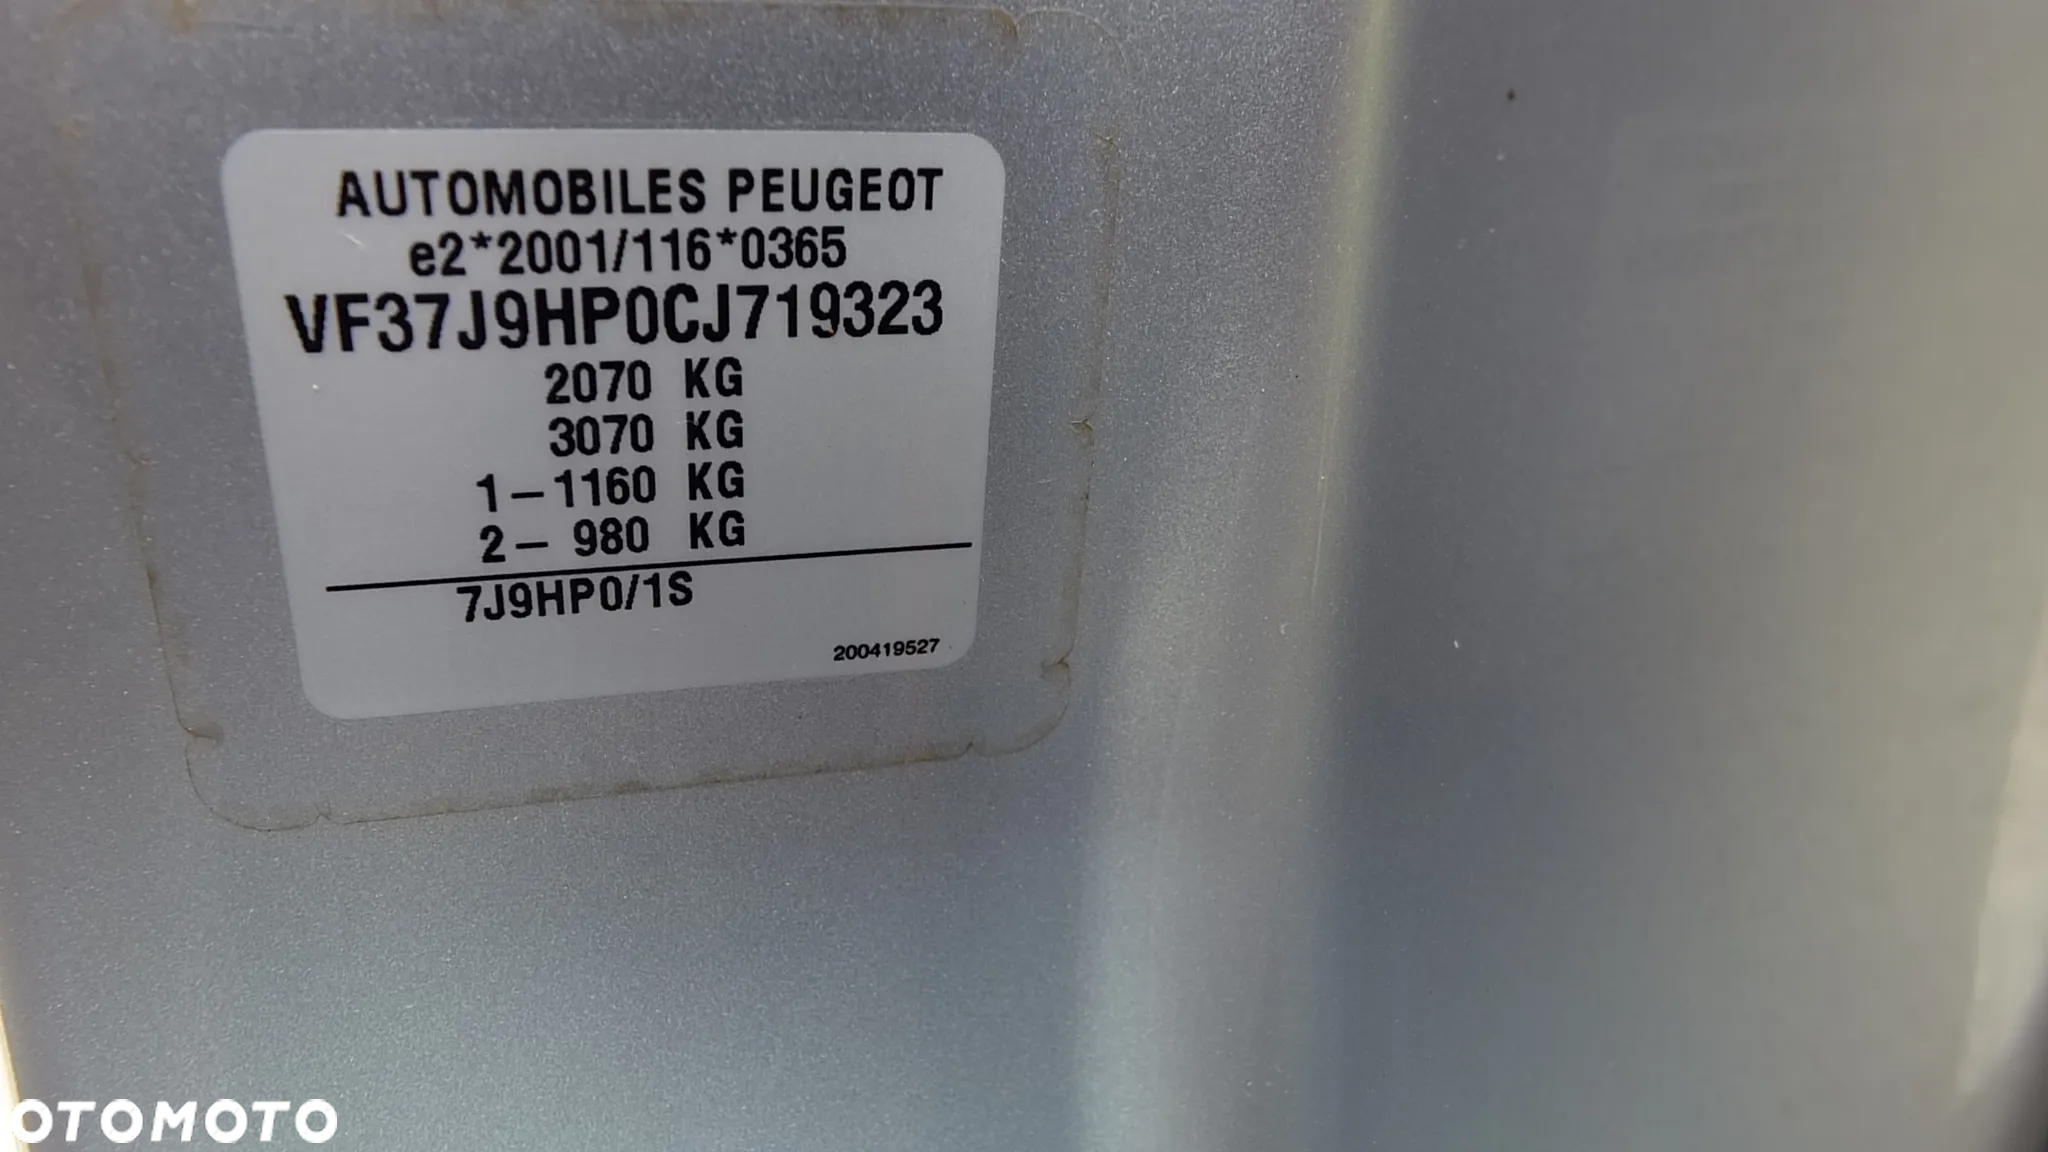 AUTOMOBILES PEUGEOT
e2*2001/116*0365
VF37J9HP0CJ719323
2070 KG
3070 KG
1-1160 KG
2- 980 KG
7J9HP0/1S
200419527
OTOMOTO